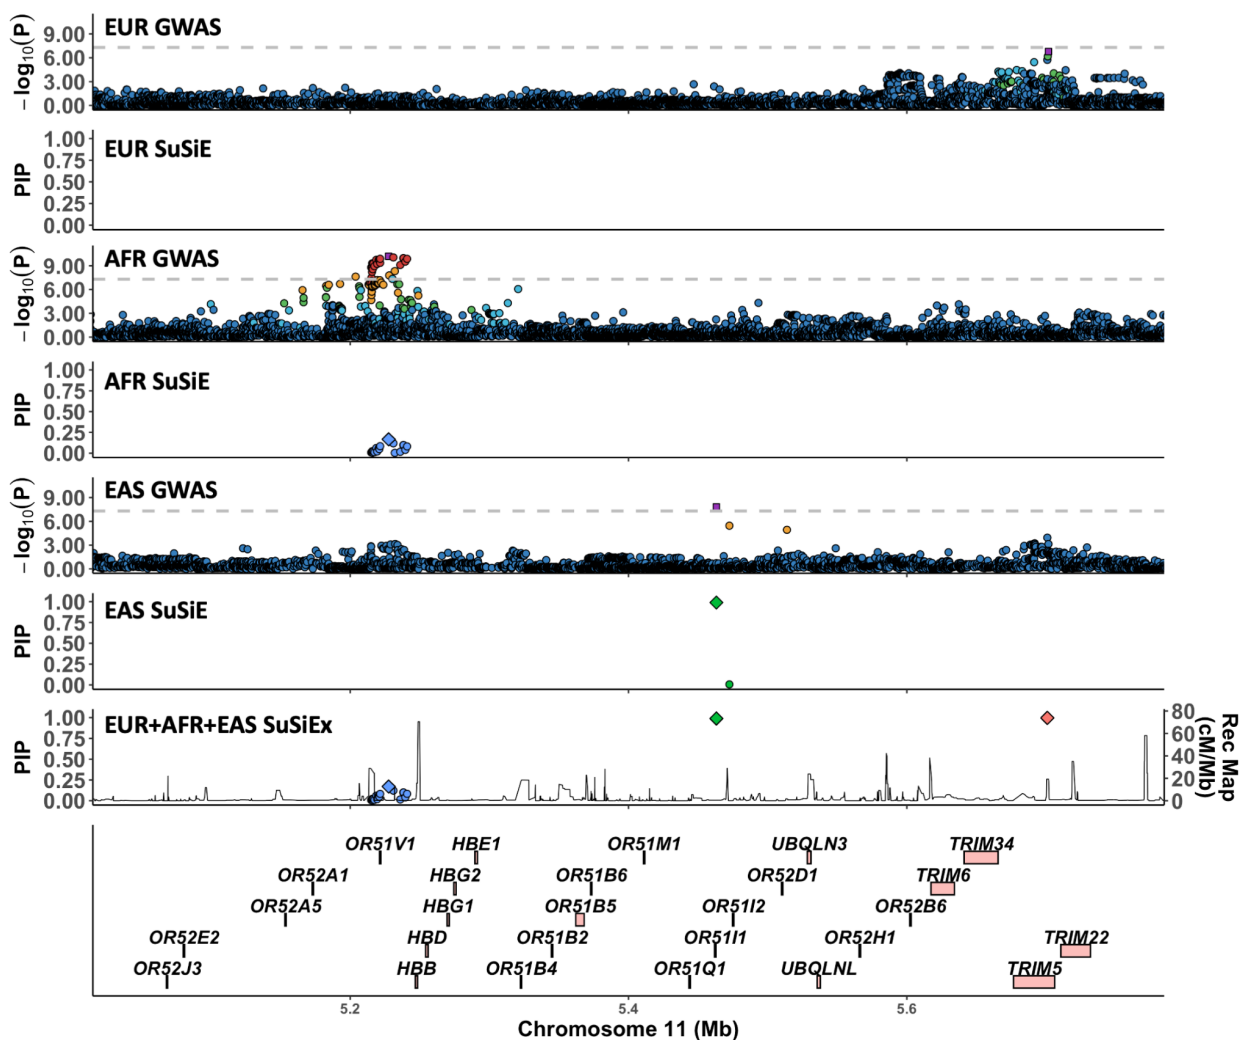 EUR GWAS
9.00
6.00
3.00
0.00
−log10(P)
EUR SuSiE
1.00
0.75
0.50
0.25
0.00
PIP
AFR GWAS
9.00
6.00
3.00
0.00
−log10(P)
AFR SuSiE
1.00
0.75
0.50
0.25
0.00
PIP
EAS GWAS
9.00
6.00
3.00
0.00
−log10(P)
EAS SuSiE
1.00
0.75
0.50
0.25
0.00
PIP
EUR+AFR+EAS SuSiEx
1.00
0.75
0.50
0.25
0.00
PIP
80
60
40
20
0
Rec Map
(cM/Mb)
OR51V1 HBE1 OR51M1 UBQLN3 TRIM34
OR52A1 HBG2 OR51B6 OR52D1 TRIM6
OR52A5 HBG1 OR51B5 OR51I2 OR52B6
OR52E2 HBD OR51B2 OR51I1 OR52H1 TRIM22
OR52J3 HBB OR51B4 OR51Q1 UBQLNL TRIM5
5.2 5.4 5.6
Chromosome 11 (Mb)